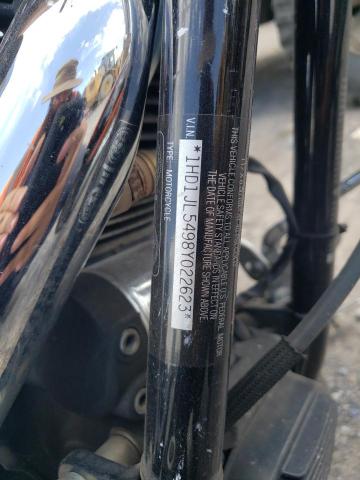 THIS VEHICLE CONFORMS TO ALL APPLICABLE U.S. FEDERAL MOTOR
VEHICLE SAFETY STANDARDS IN EFFECT ON
THE DATE OF MANUFACTURE SHOWN ABOVE
V.I.N.
*1HD1JL5498Y022623*
TYPE: MOTORCYCLE